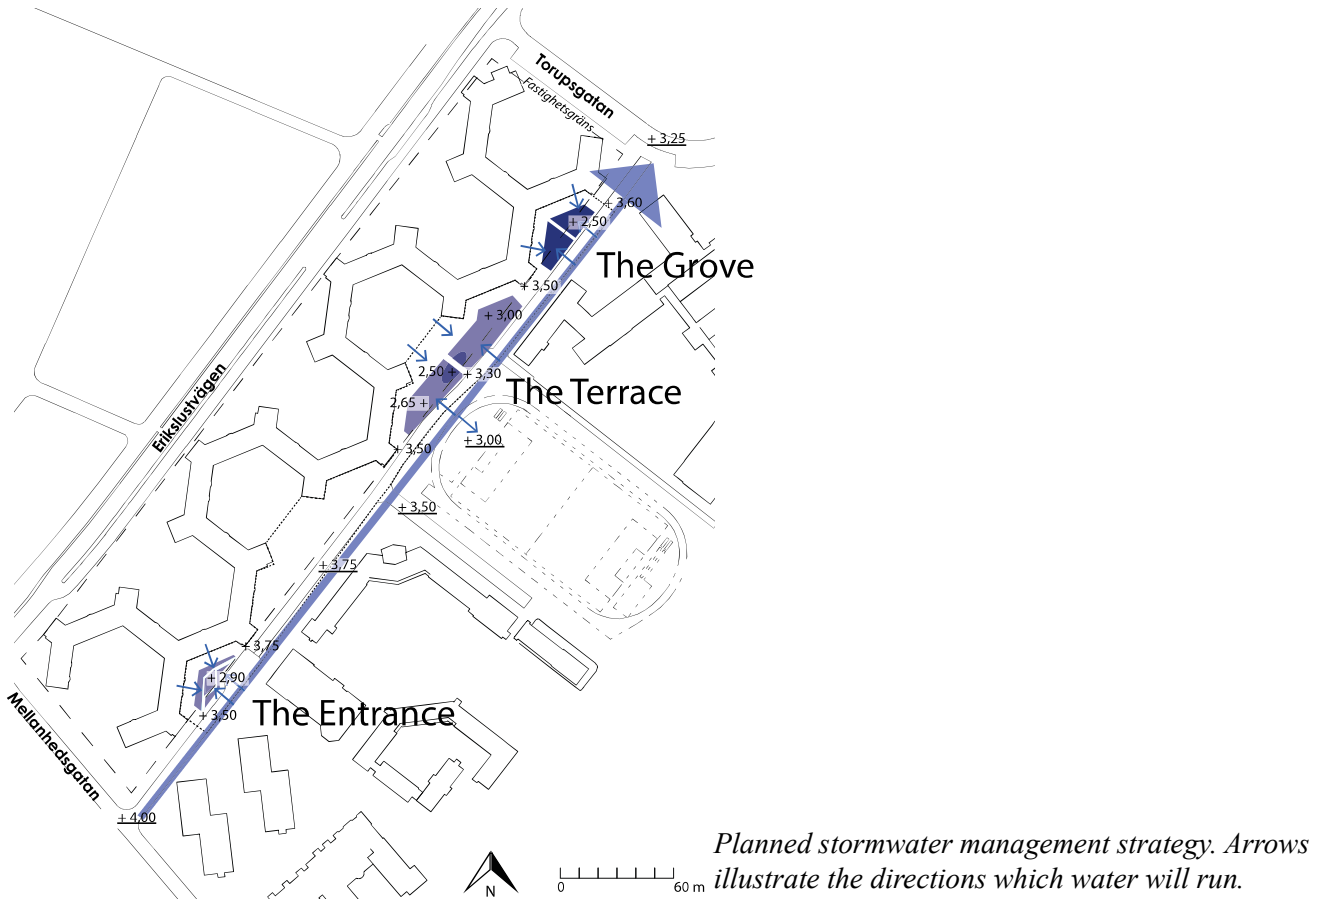 Torupsgatan
Fastighetsgräns
+ 3,25
+ 3,60
+ 2,50
The Grove
+ 3,50
+ 3,00
2,50 +
+ 3,30
The Terrace
2,65 +
+ 3,00
+ 3,50
Erikslustvägen
+ 3,50
+ 3,75
+ 3,75
+ 2,90
+ 3,50
The Entrance
Mellanhedsgatan
+ 4,00
N
0
60 m
Planned stormwater management strategy. Arrows
illustrate the directions which water will run.